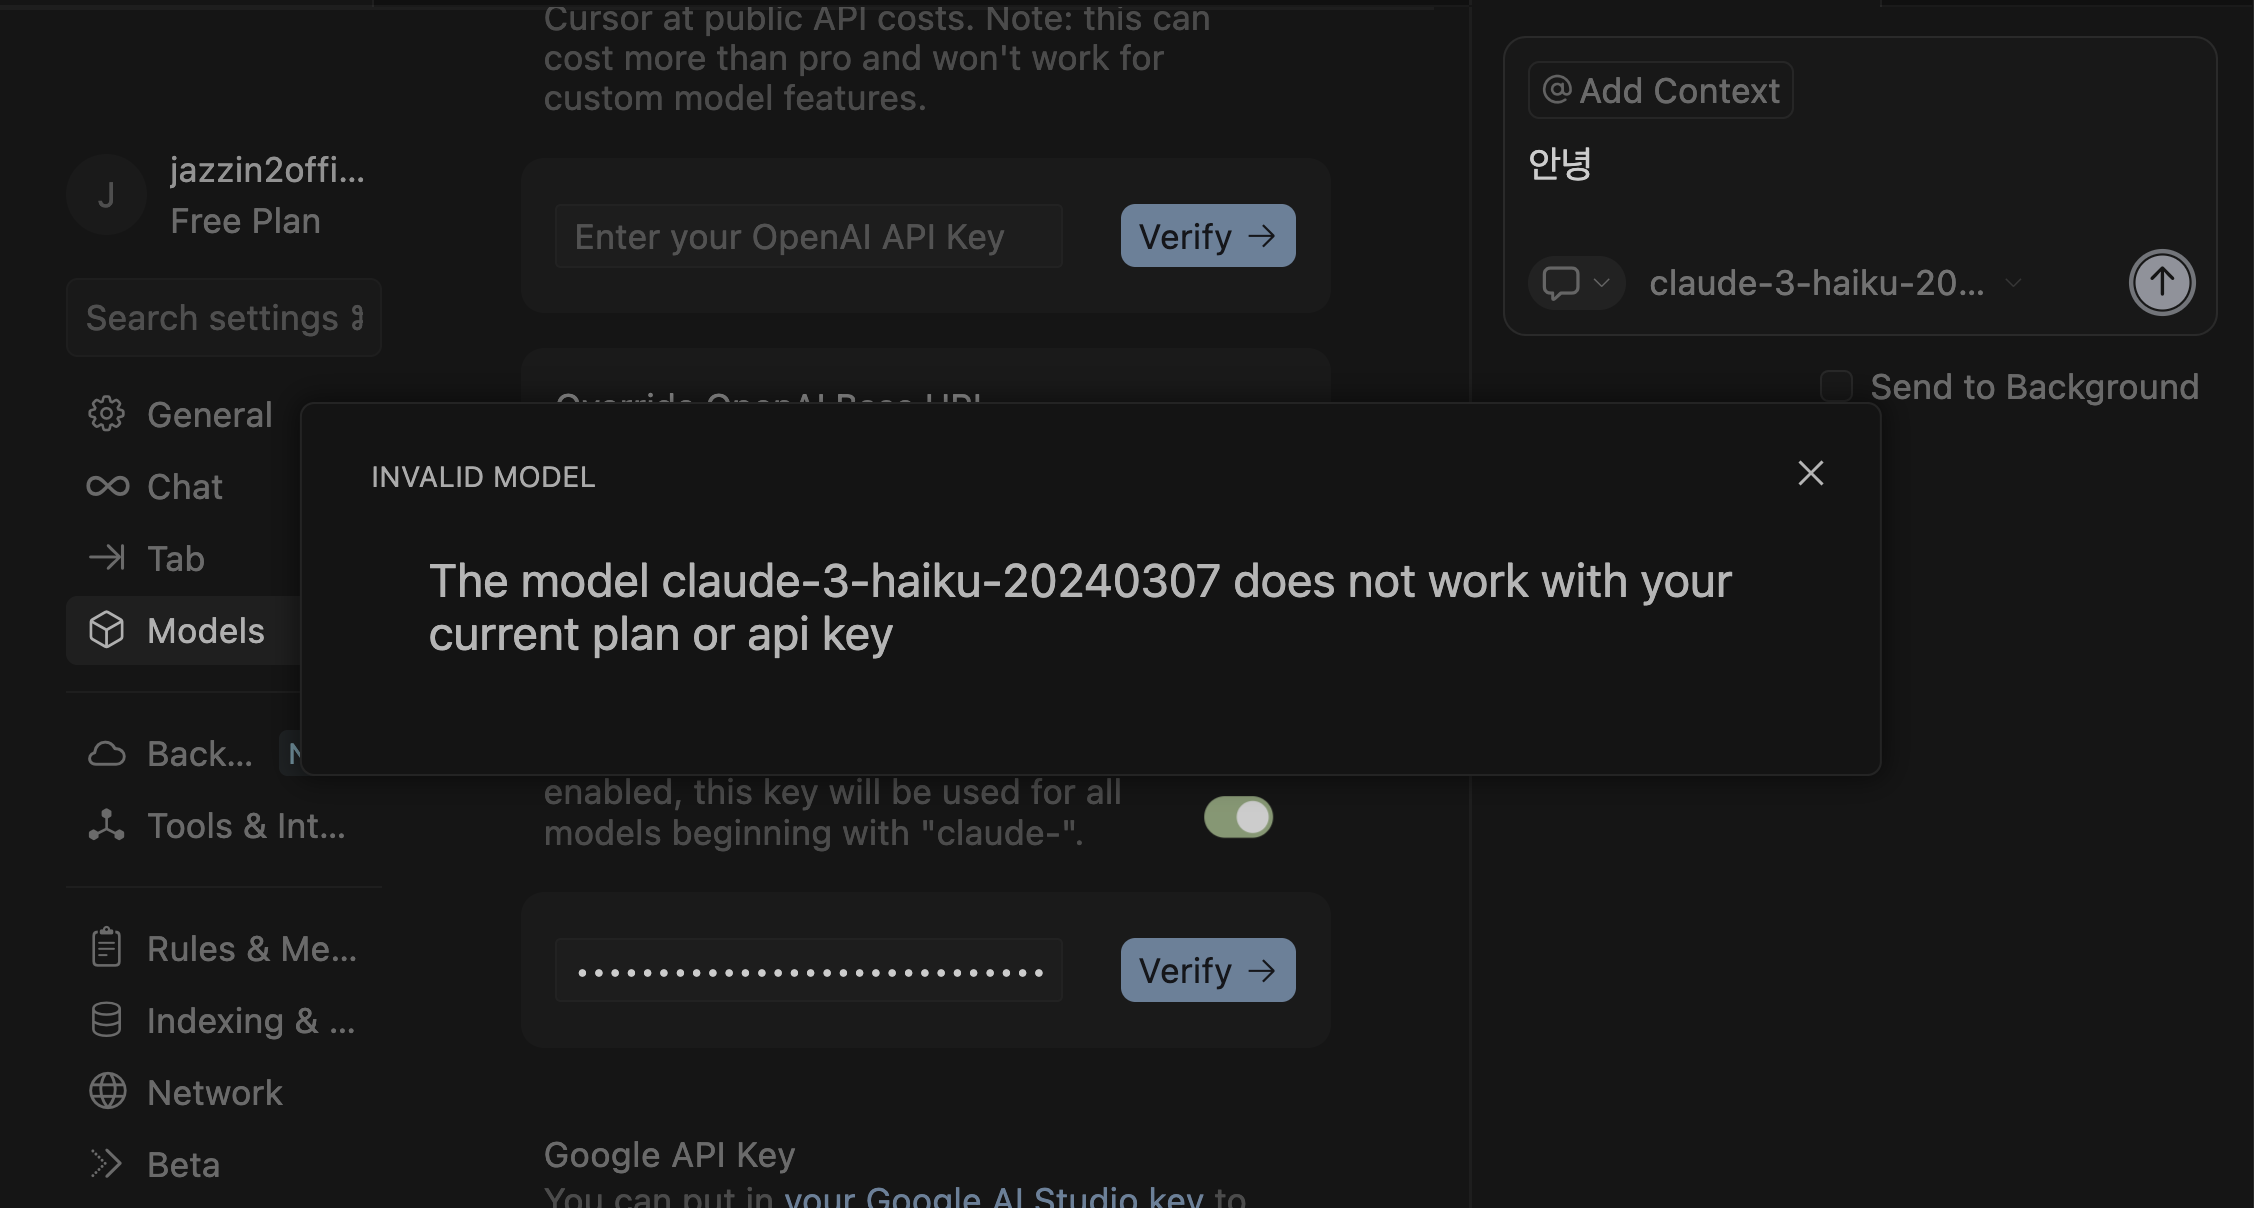 Cursor at public API costs. Note: this can
cost more than pro and won't work for
custom model features.
J
jazzin2offi...
Free Plan
Search settings ⌘
General
Chat
Tab
Models
Back...
N
Tools & Int...
Rules & Me...
Indexing & ...
Network
Beta
Enter your OpenAI API Key
Verify →
Override OpenAI Base URL
INVALID MODEL
The model claude-3-haiku-20240307 does not work with your
current plan or api key
enabled, this key will be used for all
models beginning with "claude-".
•••••••••••••••••••••••••••••
Verify →
Google API Key
You can put in your Google AI Studio key to
@ Add Context
안녕
claude-3-haiku-20...
Send to Background